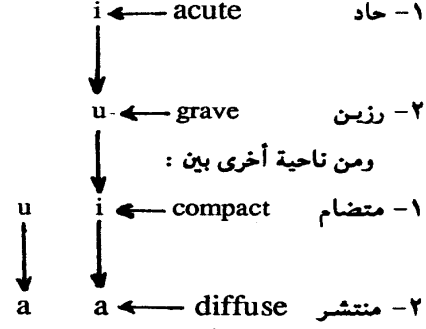 ١- حاد acute i
٢- رزين grave u
ومن ناحية أخرى بين :
١- متضام compact i u
٢- منتشر diffuse a a